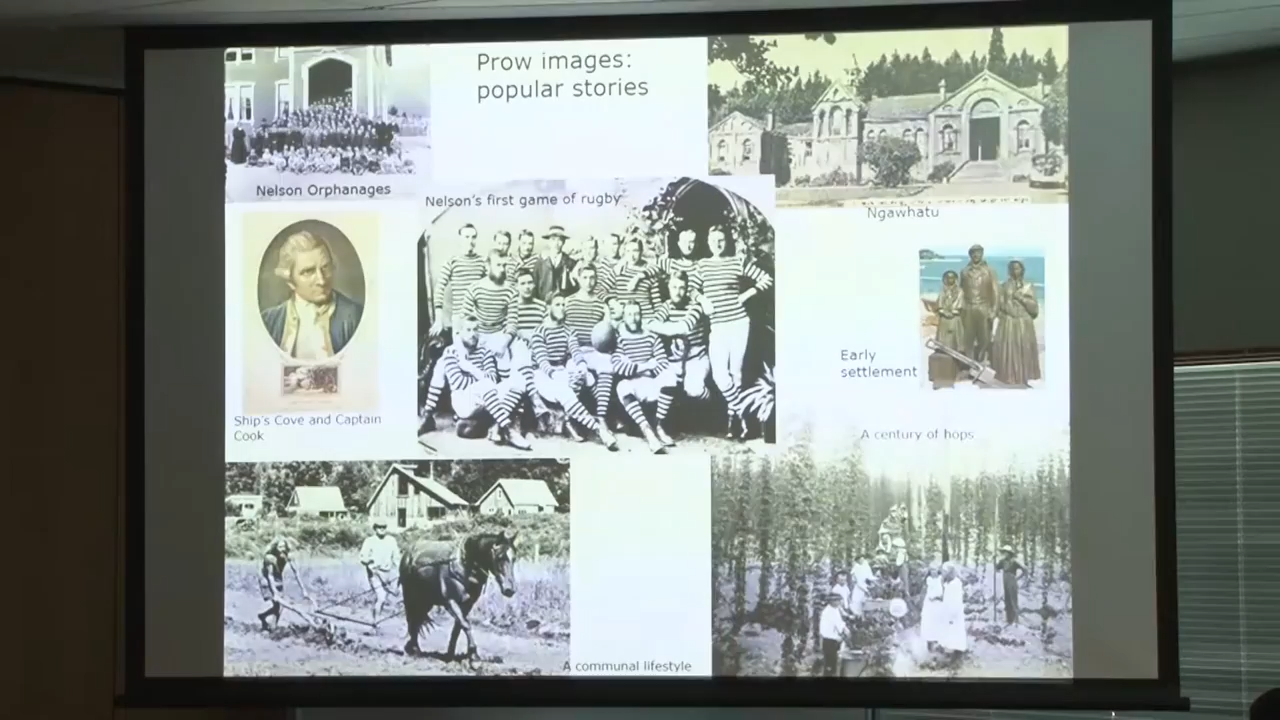 Prow images:
popular stories
Nelson Orphanages
Nelson's first game of rugby
Ngawhatu
Ship's Cove and Captain
Cook
Early
settlement
A century of hops
A communal lifestyle